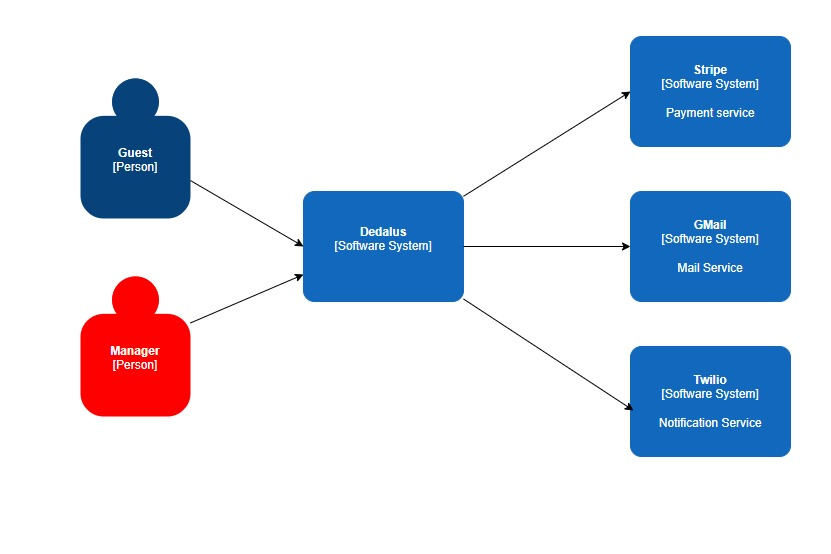 Guest
[Person]
Manager
[Person]
Dedalus
[Software System]
Stripe
[Software System]
Payment service
GMail
[Software System]
Mail Service
Twilio
[Software System]
Notification Service